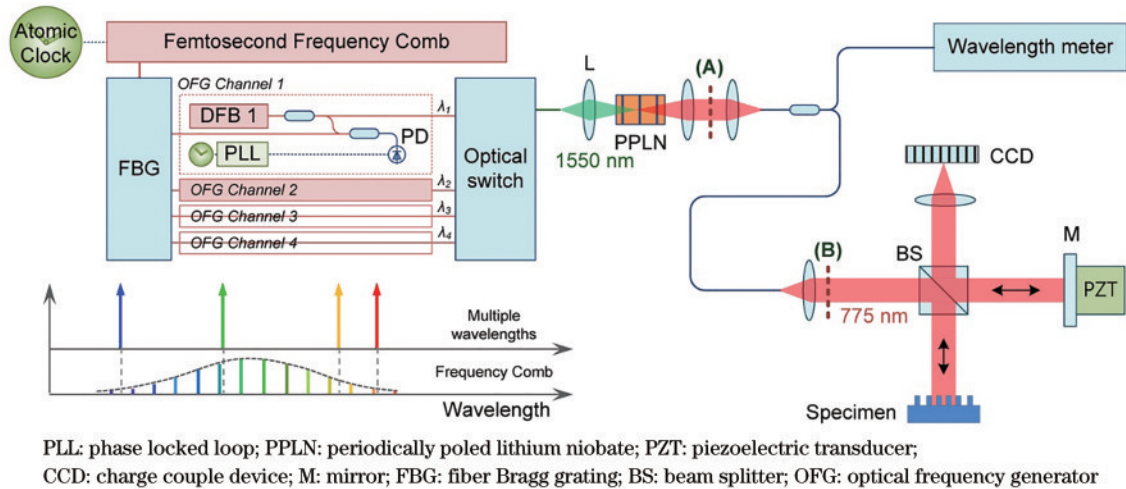 Atomic
Clock
Femtosecond Frequency Comb
Wavelength meter
OFG Channel 1
DFB 1
λ1
PD
PLL
FBG
Optical
switch
OFG Channel 2
λ2
OFG Channel 3
λ3
OFG Channel 4
λ4
L
(A)
PPLN
1550 nm
CCD
(B)
BS
M
PZT
775 nm
Specimen
Multiple
wavelengths
Frequency Comb
Wavelength
PLL: phase locked loop; PPLN: periodically poled lithium niobate; PZT: piezoelectric transducer;
CCD: charge couple device; M: mirror; FBG: fiber Bragg grating; BS: beam splitter; OFG: optical frequency generator